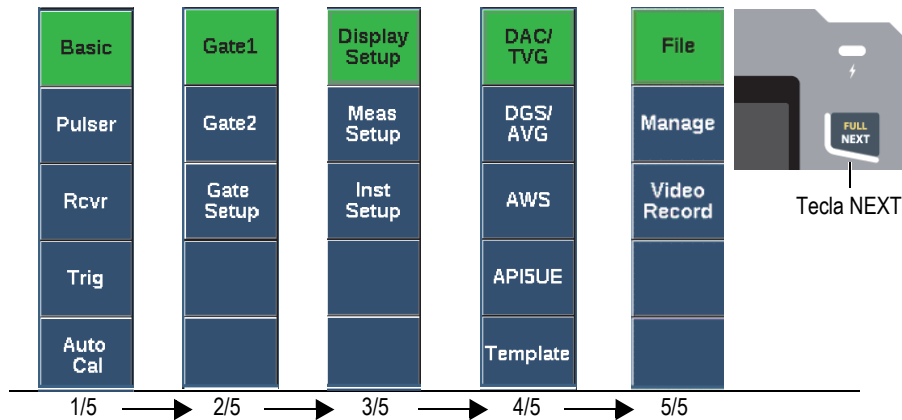 Basic
Pulser
Rcvr
Trig
Auto
Cal
Gate1
Gate2
Gate
Setup
Display
Setup
Meas
Setup
Inst
Setup
DAC/
TVG
DGS/
AVG
AWS
API5UE
Template
File
Manage
Video
Record
FULL
NEXT
Tecla NEXT
1/5
2/5
3/5
4/5
5/5